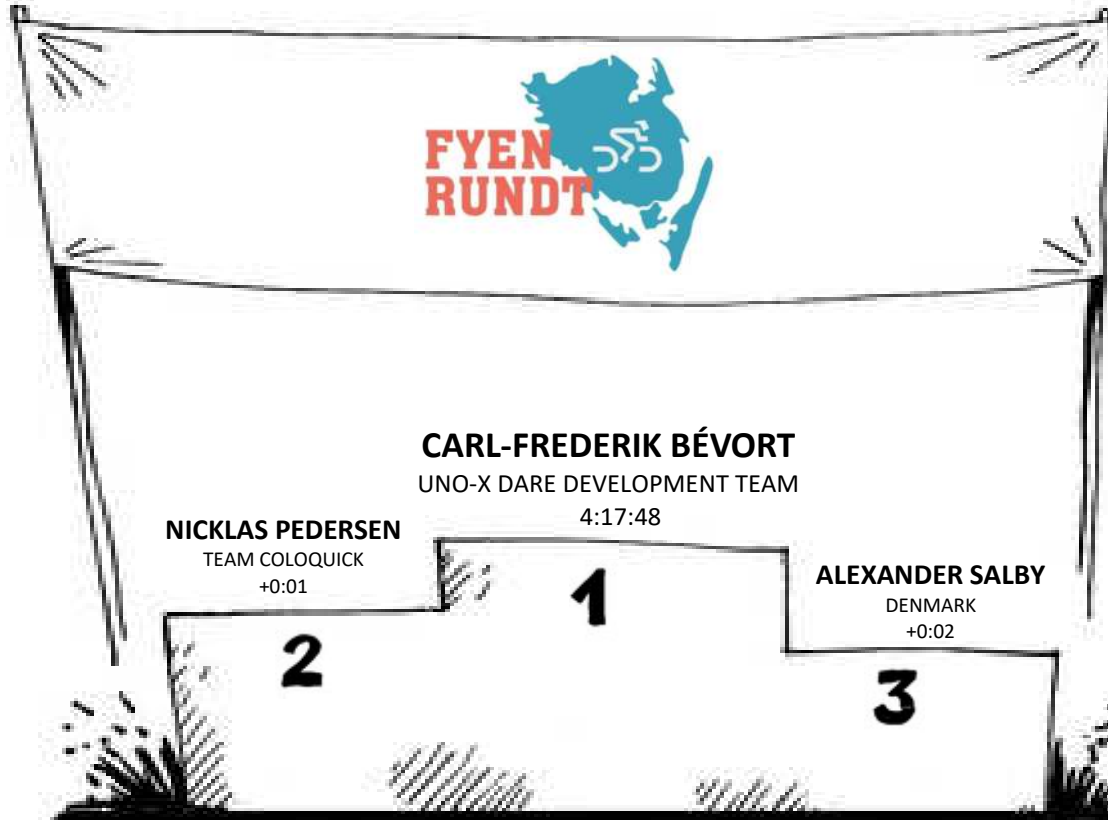 FYEN
RUNDT
CARL-FREDERIK BÉVORT
UNO-X DARE DEVELOPMENT TEAM
4:17:48
NICKLAS PEDERSEN
TEAM COLOQUICK
+0:01
ALEXANDER SALBY
DENMARK
+0:02
1
2
3